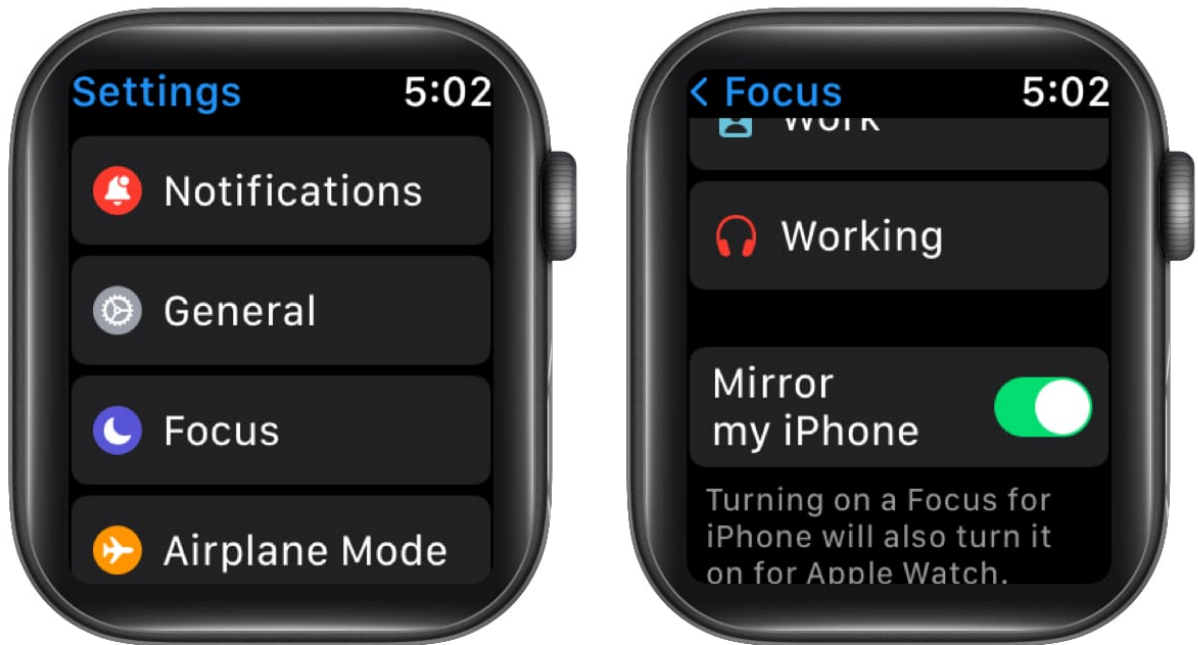 Settings
5:02
Notifications
General
Focus
Airplane Mode
< Focus
5:02
Work
Working
Mirror
my iPhone
Turning on a Focus for
iPhone will also turn it
on for Apple Watch.